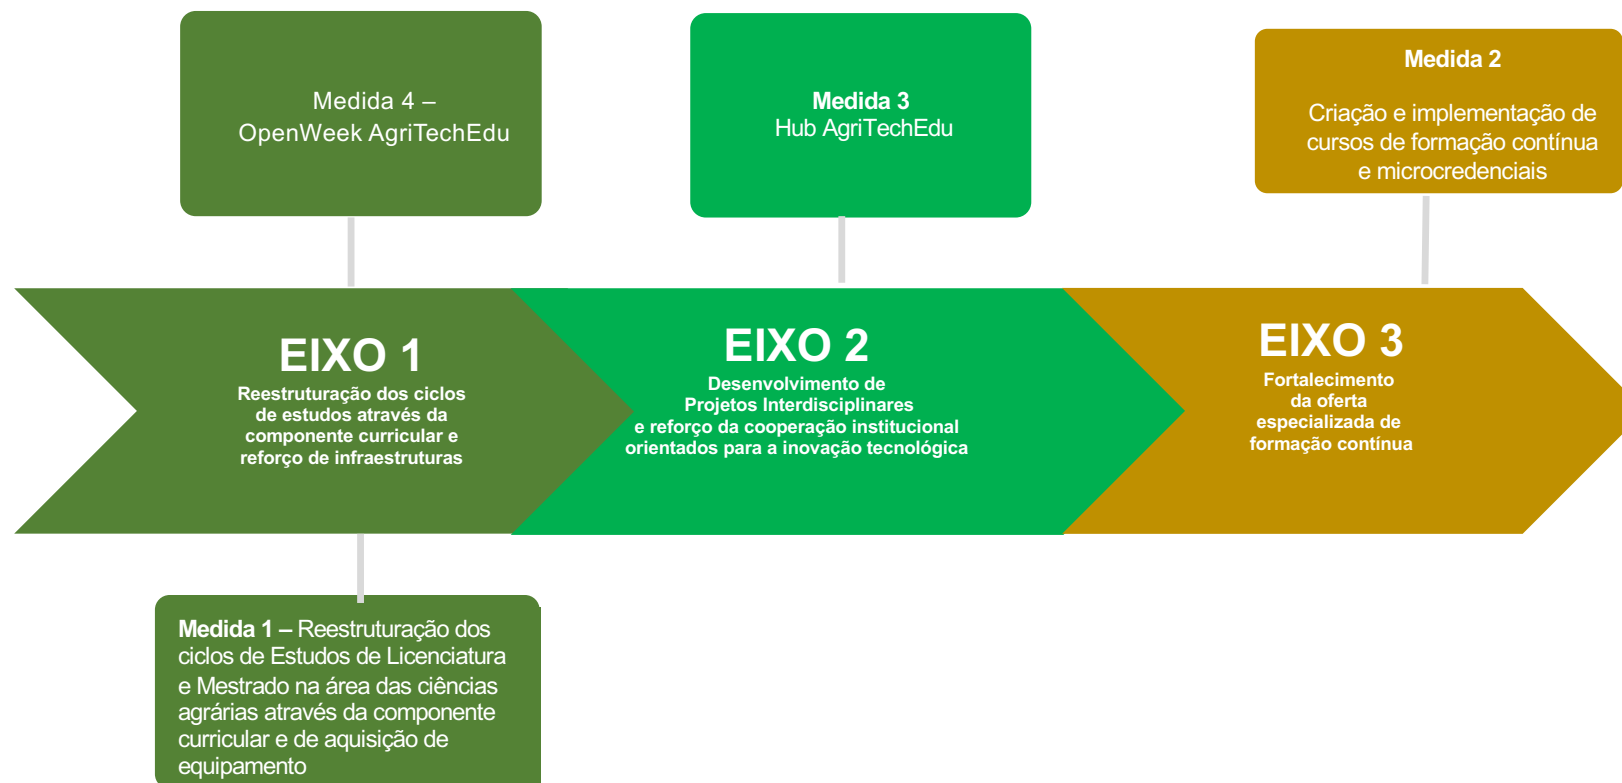 Medida 4 –
OpenWeek AgriTechEdu
Medida 3
Hub AgriTechEdu
Medida 2
Criação e implementação de
cursos de formação contínua
e microcredenciais
EIXO 1
Reestruturação dos ciclos
de estudos através da
componente curricular e
reforço de infraestruturas
EIXO 2
Desenvolvimento de
Projetos Interdisciplinares
e reforço da cooperação institucional
orientados para a inovação tecnológica
EIXO 3
Fortalecimento
da oferta
especializada de
formação contínua
Medida 1 – Reestruturação dos
ciclos de Estudos de Licenciatura
e Mestrado na área das ciências
agrárias através da componente
curricular e de aquisição de
equipamento